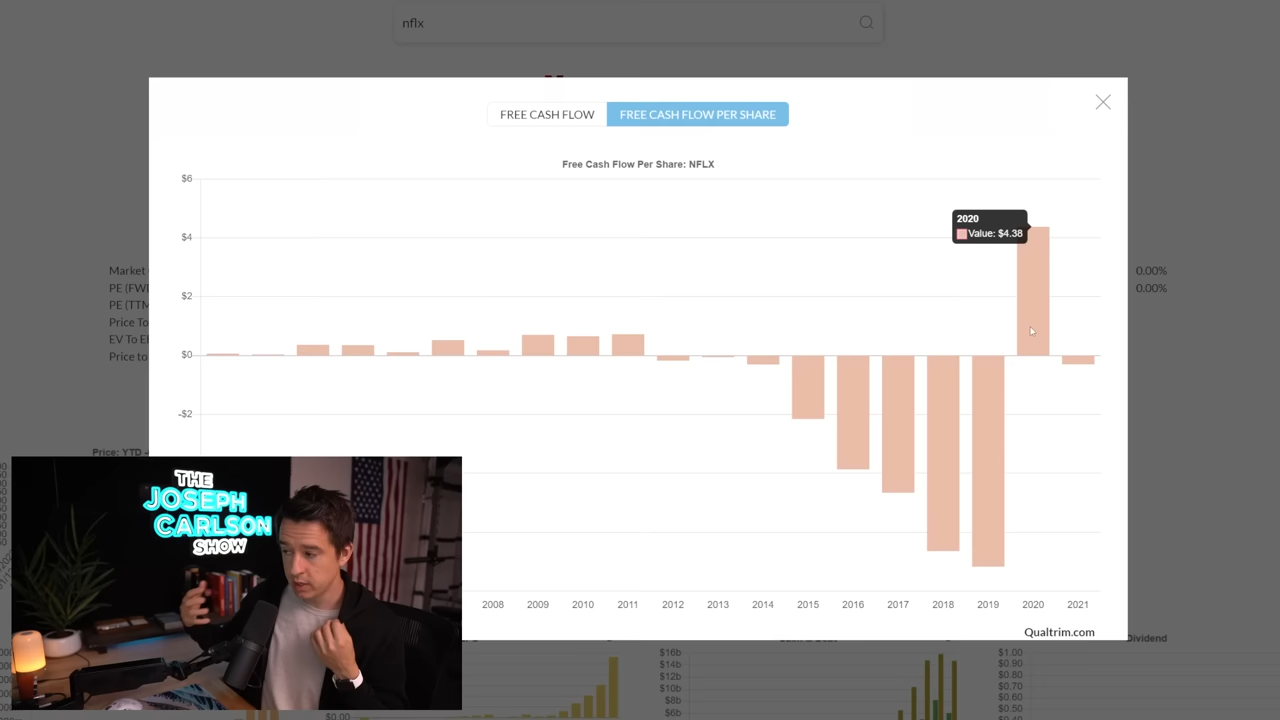 nflx
FREE CASH FLOW
FREE CASH FLOW PER SHARE
Free Cash Flow Per Share: NFLX
$6
2020
Value: $4.38
$4
Market
0.00%
PE (FWD
0.00%
PE (TTM
$2
Price To
EV To E
$0
Price to
-$2
Price: YTD -
THE
JOSEPH
CARLSON
SHOW
2008 2009 2010 2011 2012 2013 2014 2015 2016 2017 2018 2019 2020 2021
Qualtrim.com
Dividend
$16b
$14b
$10b
$8b
$6b
$1.00
$0.90
$0.80
$0.70
$0.60
$0.50
$0.00